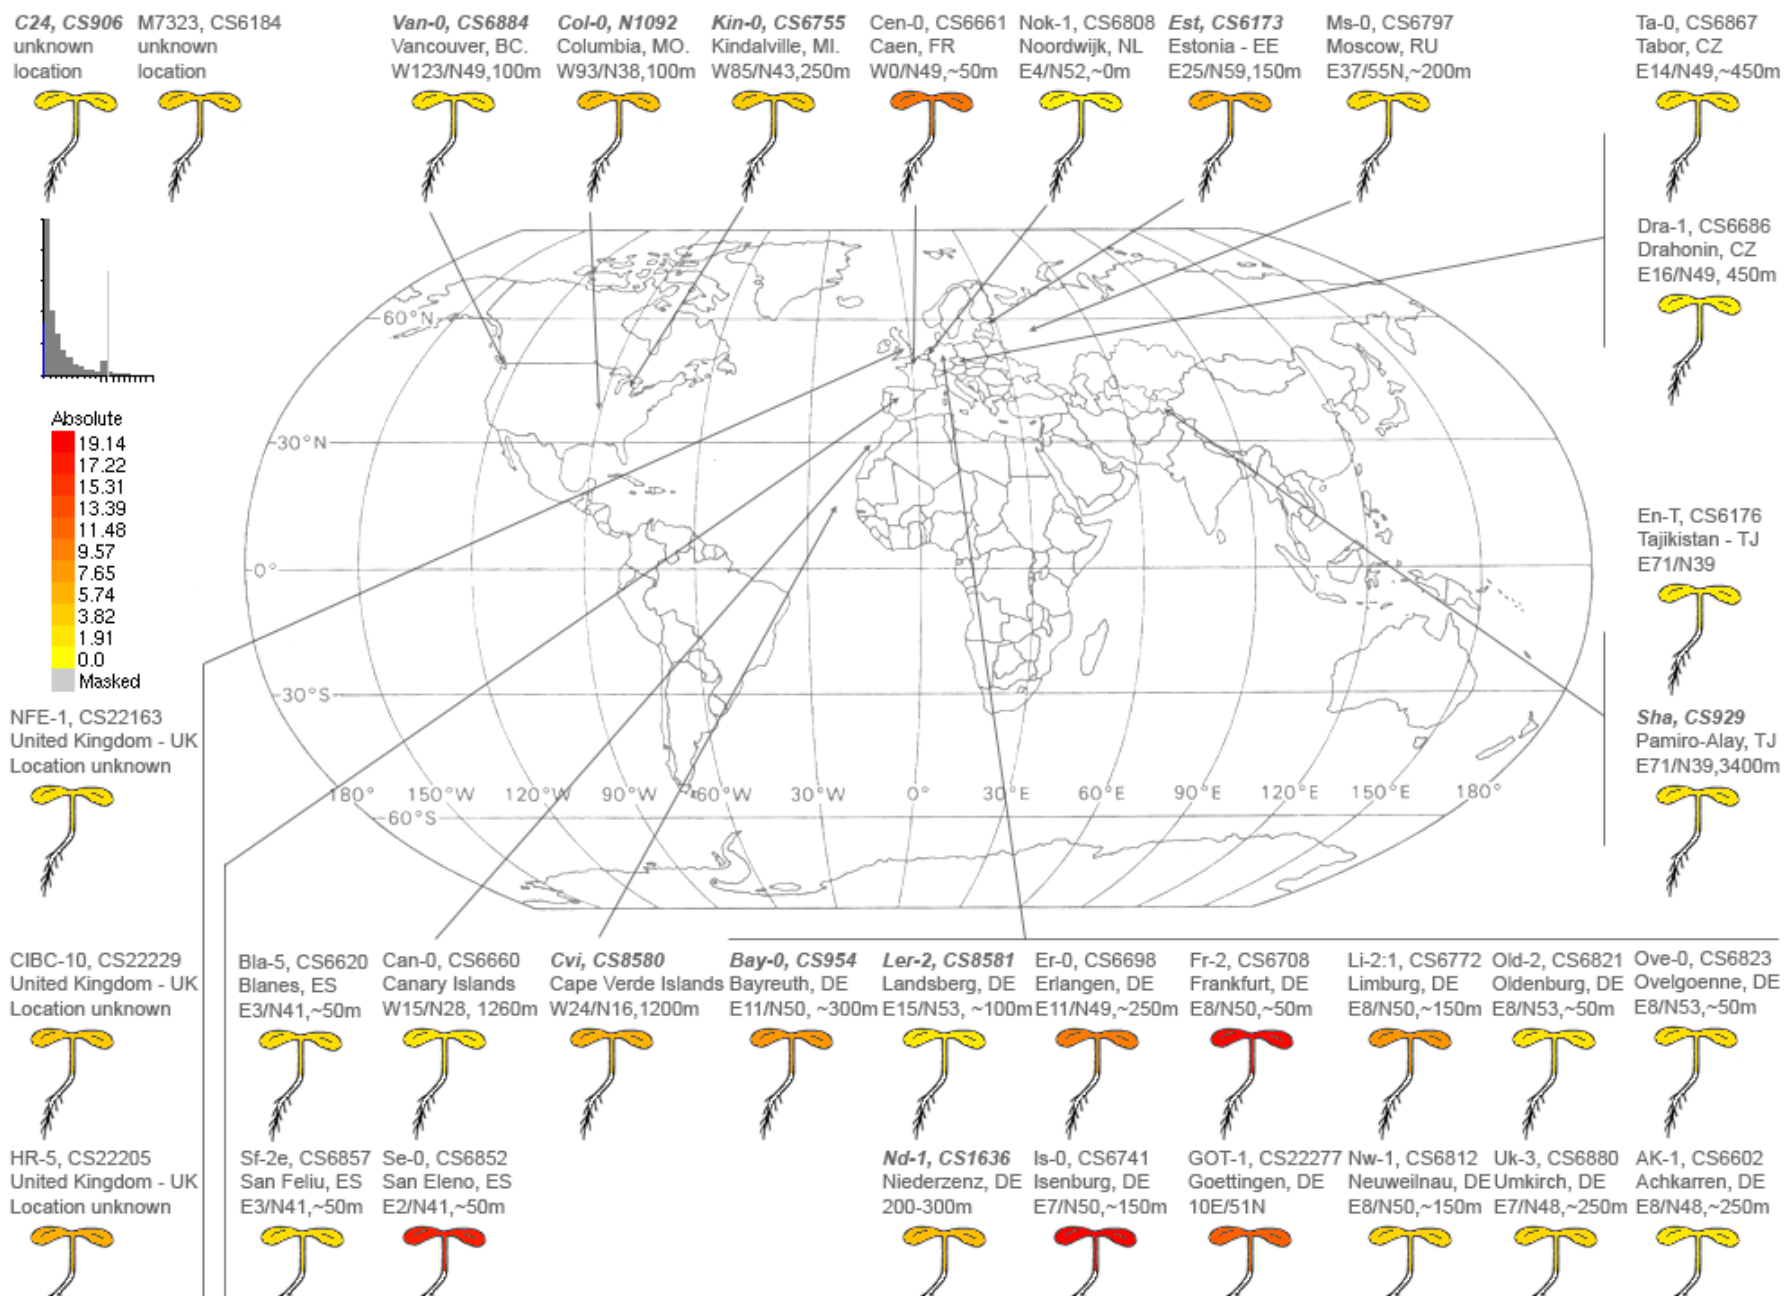 C24, CS906
unknown
location
M7323, CS6184
unknown
location
Van-0, CS6884
Vancouver, BC.
W123/N49,100m
Col-0, N1092
Columbia, MO.
W93/N38,100m
Kin-0, CS6755
Kindalville, MI.
W85/N43,250m
Cen-0, CS6661
Caen, FR
W0/N49,~50m
Nok-1, CS6808
Noordwijk, NL
E4/N52,~0m
Est, CS6173
Estonia - EE
E25/N59,150m
Ms-0, CS6797
Moscow, RU
E37/55N,~200m
Ta-0, CS6867
Tabor, CZ
E14/N49,~450m
Dra-1, CS6686
Drahonin, CZ
E16/N49, 450m
60°N
30°N
0°
30°S
60°S
180°
150°W
120°W
90°W
60°W
30°W
0°
30°E
60°E
90°E
120°E
150°E
180°
Absolute
19.14
17.22
15.31
13.39
11.48
9.57
7.65
5.74
3.82
1.91
0.0
Masked
En-T, CS6176
Tajikistan - TJ
E71/N39
Sha, CS929
Pamiro-Alay, TJ
E71/N39,3400m
NFE-1, CS22163
United Kingdom - UK
Location unknown
CIBC-10, CS22229
United Kingdom - UK
Location unknown
Bla-5, CS6620
Blanes, ES
E3/N41,~50m
Can-0, CS6660
Canary Islands
W15/N28, 1260m
Cvi, CS8580
Cape Verde Islands
W24/N16,1200m
Bay-0, CS954
Bayreuth, DE
E11/N50, ~300m
Ler-2, CS8581
Landsberg, DE
E15/N53, ~100m
Er-0, CS6698
Erlangen, DE
E11/N49,~250m
Fr-2, CS6708
Frankfurt, DE
E8/N50,~50m
Li-2:1, CS6772
Limburg, DE
E8/N50,~150m
Old-2, CS6821
Oldenburg, DE
E8/N53,~50m
Ove-0, CS6823
Ovelgoenne, DE
E8/N53,~50m
HR-5, CS22205
United Kingdom - UK
Location unknown
Sf-2e, CS6857
San Feliu, ES
E3/N41,~50m
Se-0, CS6852
San Eleno, ES
E2/N41,~50m
Nd-1, CS1636
Niederzenz, DE
200-300m
Is-0, CS6741
Isenburg, DE
E7/N50,~150m
GOT-1, CS22277
Goettingen, DE
10E/51N
Nw-1, CS6812
Neuweilnau, DE
E8/N50,~150m
Uk-3, CS6880
Umkirch, DE
E7/N48,~250m
AK-1, CS6602
Achkarren, DE
E8/N48,~250m